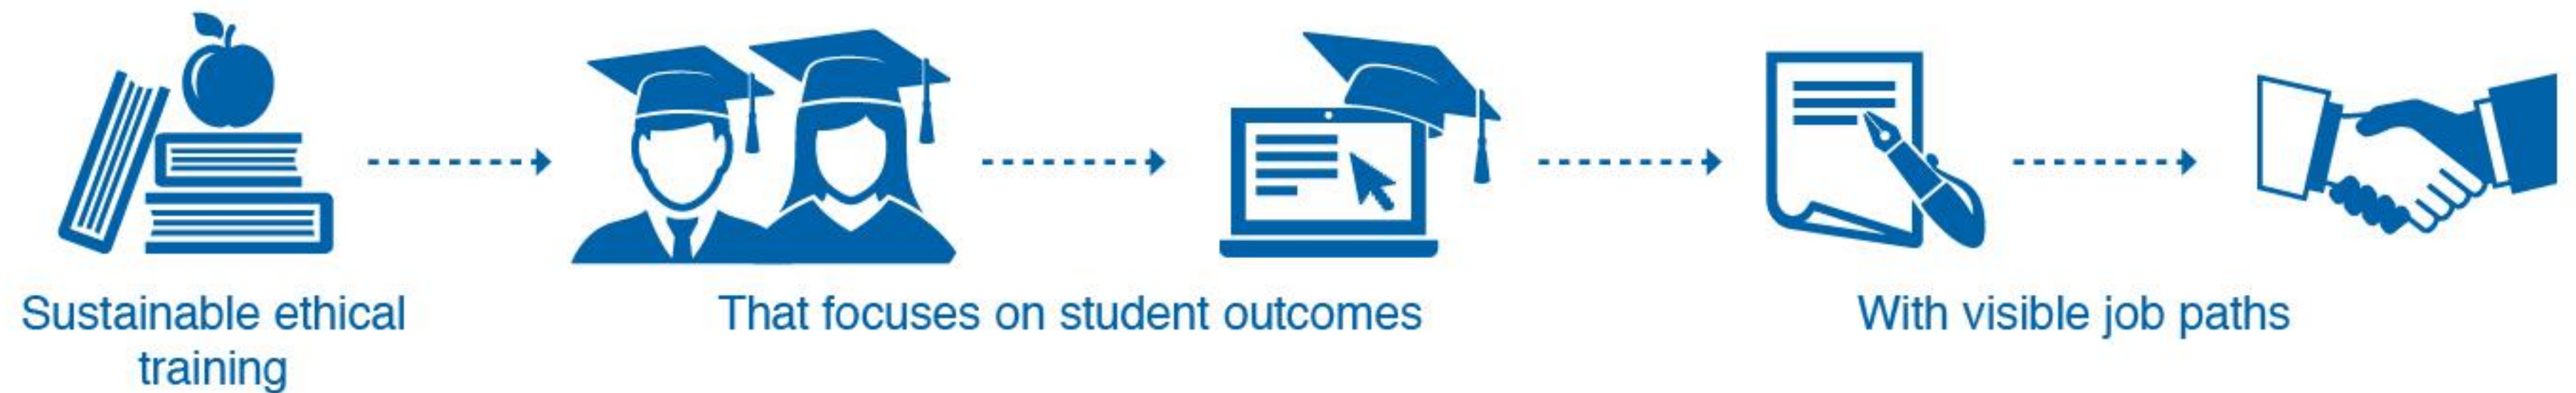 Sustainable ethical
training
That focuses on student outcomes
With visible job paths